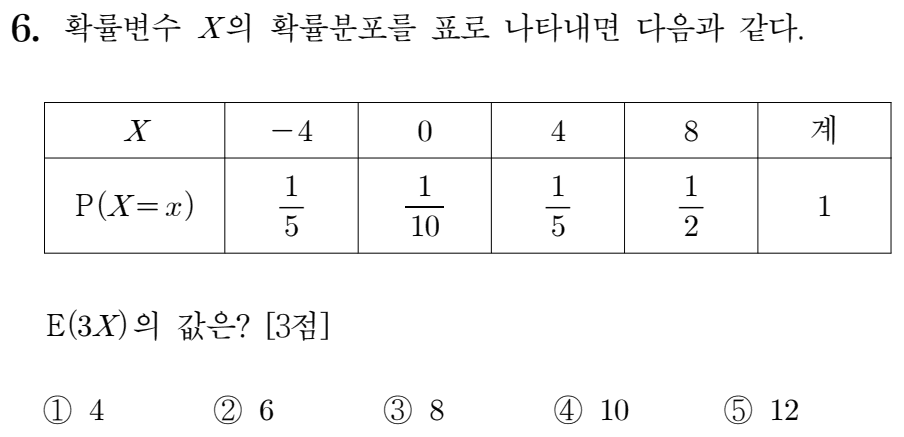 6. 확률변수 X의 확률분포를 표로 나타내면 다음과 같다.
X −4 0 4 8 계
P(X=x) 1/5 1/10 1/5 1/2 1
E(3X)의 값은? [3점]
① 4 ② 6 ③ 8 ④ 10 ⑤ 12